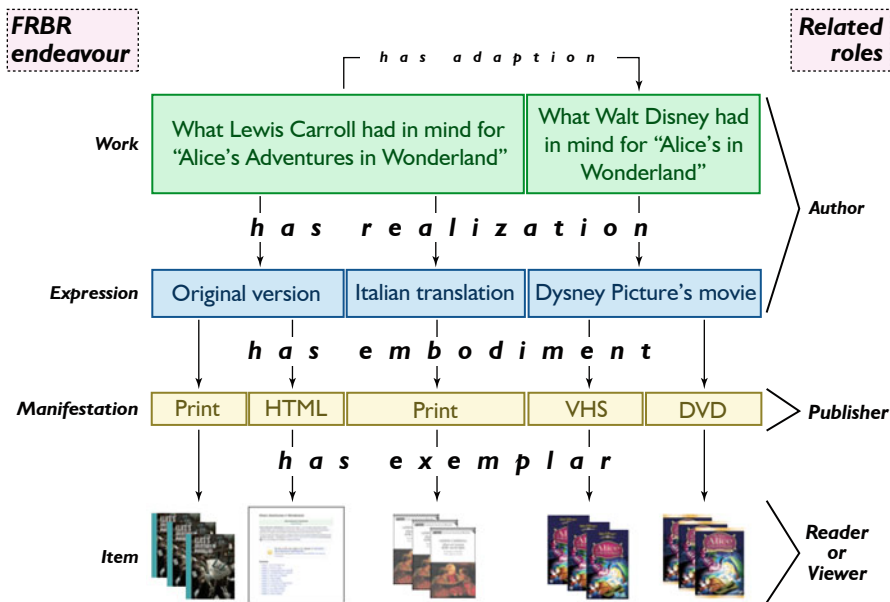 FRBR
endeavour
Related
roles
has adaption
Work
What Lewis Carroll had in mind for
“Alice’s Adventures in Wonderland”
What Walt Disney had
in mind for “Alice’s in
Wonderland”
Author
has realization
Expression
Original version
Italian translation
Dysney Picture’s movie
has embodiment
Manifestation
Print
HTML
Print
VHS
DVD
Publisher
has exemplar
Item
Alice
Alice
Reader
or
Viewer